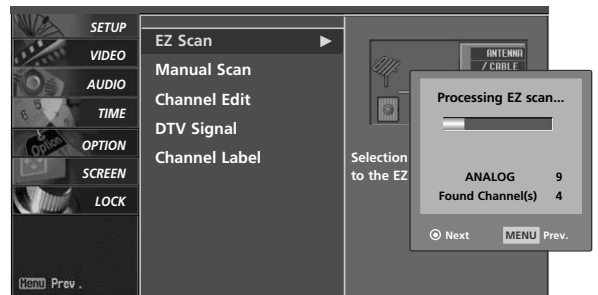 SETUP
VIDEO
AUDIO
TIME
OPTION
SCREEN
LOCK
Menu Prev.
EZ Scan ▶
Manual Scan
Channel Edit
DTV Signal
Channel Label
ANTENNA
/ CABLE
Selection
to the EZ
Processing EZ scan...
ANALOG 9
Found Channel(s) 4
Next MENU Prev.